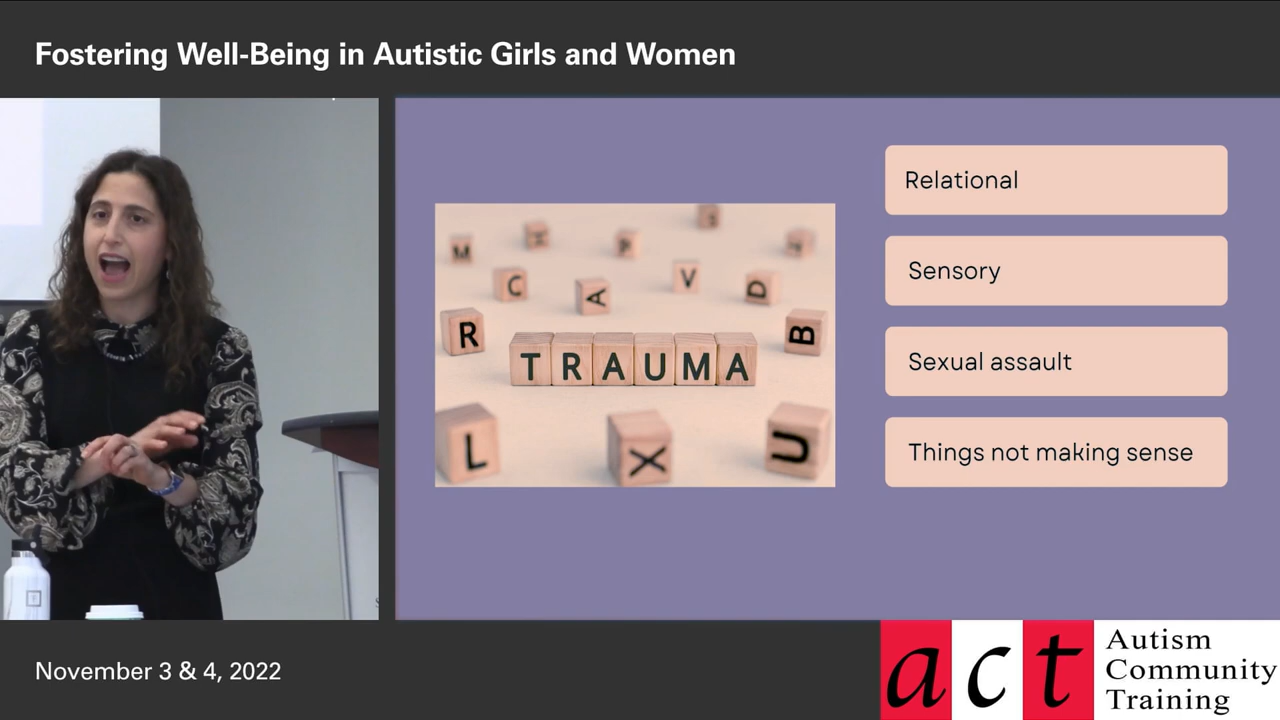 Fostering Well-Being in Autistic Girls and Women
Relational
Sensory
Sexual assault
Things not making sense
S
M H P H
C A V D
R B
TRAUMA
L X U
November 3 & 4, 2022
act
Autism
Community
Training